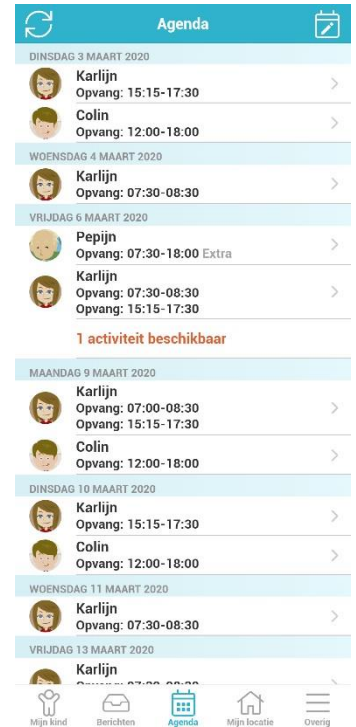 Agenda
DINSDAG 3 MAART 2020
Karlijn
Opvang: 15:15-17:30
Colin
Opvang: 12:00-18:00
WOENSDAG 4 MAART 2020
Karlijn
Opvang: 07:30-08:30
VRIJDAG 6 MAART 2020
Pepijn
Opvang: 07:30-18:00 Extra
Karlijn
Opvang: 07:30-08:30
Opvang: 15:15-17:30
1 activiteit beschikbaar
MAANDAG 9 MAART 2020
Karlijn
Opvang: 07:00-08:30
Opvang: 15:15-17:30
Colin
Opvang: 12:00-18:00
DINSDAG 10 MAART 2020
Karlijn
Opvang: 15:15-17:30
Colin
Opvang: 12:00-18:00
WOENSDAG 11 MAART 2020
Karlijn
Opvang: 07:30-08:30
VRIJDAG 13 MAART 2020
Karlijn
Mijn kind
Berichten
Agenda
Mijn locatie
Overig